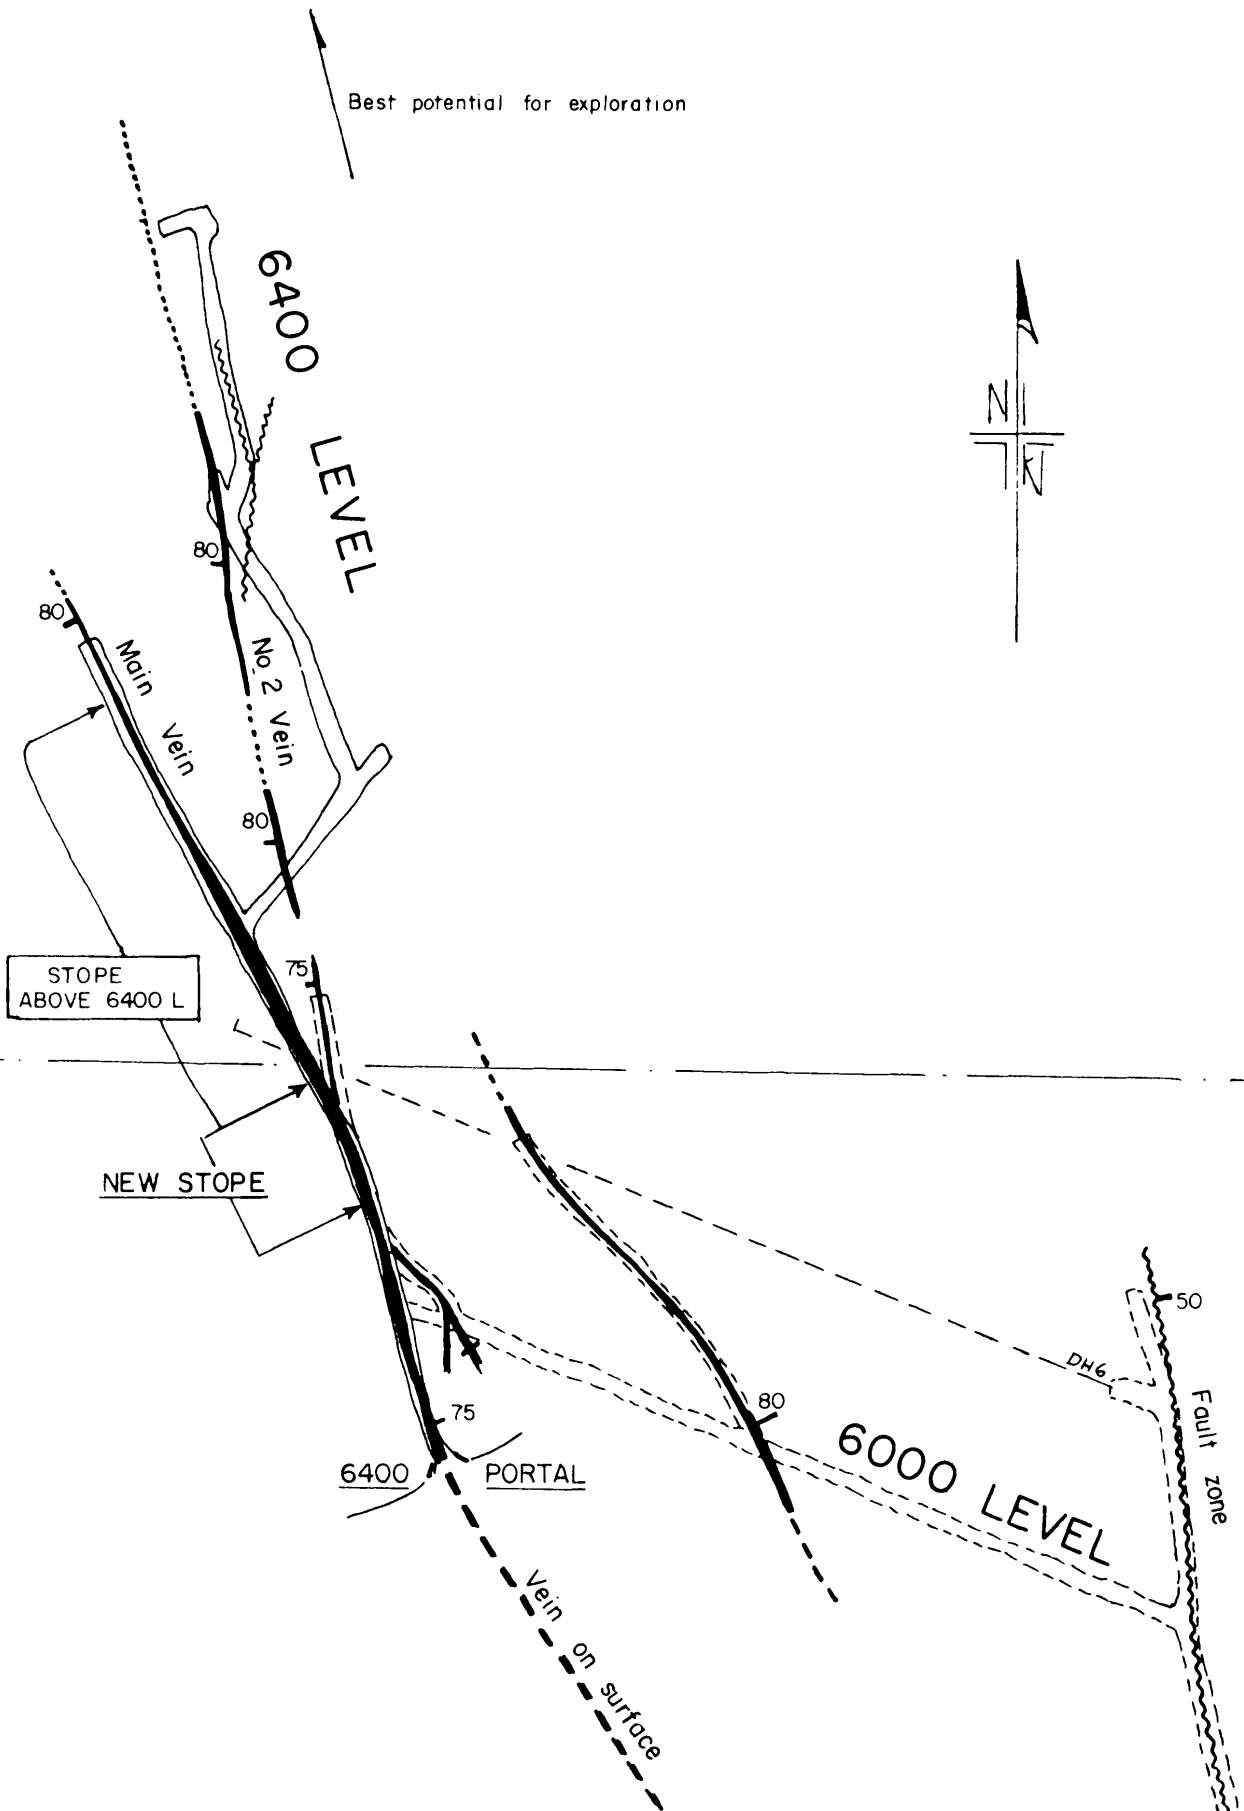 Best potential for exploration
6400 LEVEL
N
80
80
Main Vein
No. 2 Vein
80
STOPE
ABOVE 6400 L
75
NEW STOPE
50
DH6
Fault zone
75
80
6400 PORTAL
6000 LEVEL
Vein on surface